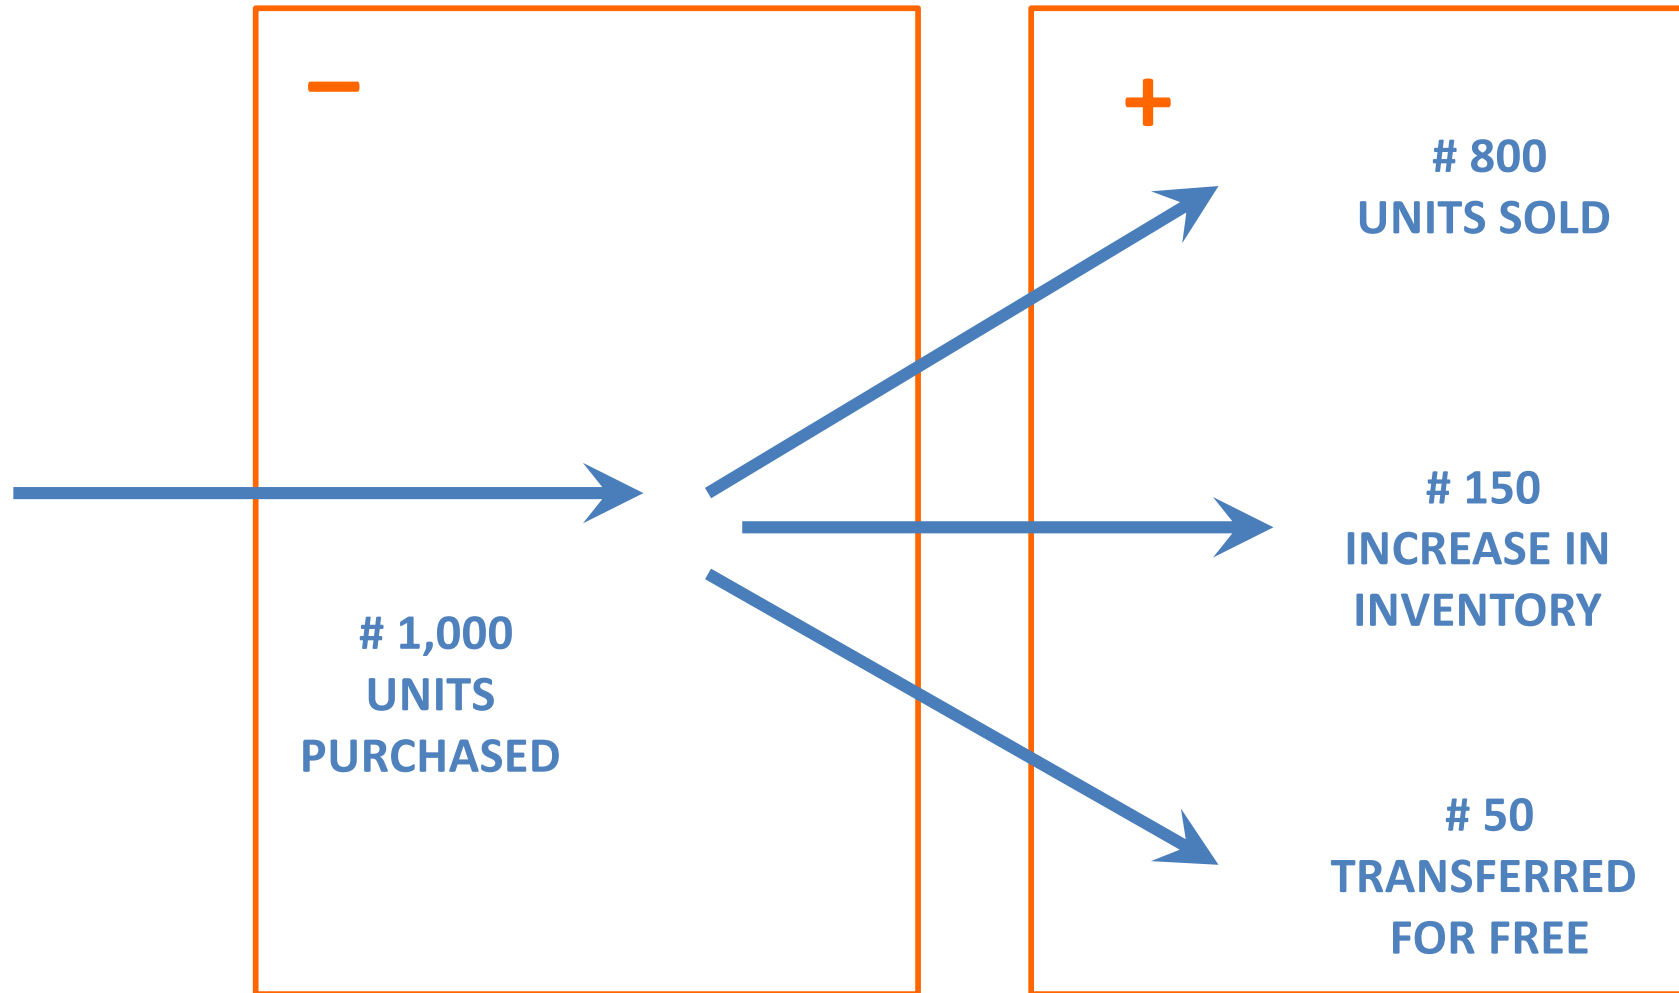 –
+
# 800
UNITS SOLD
# 150
INCREASE IN
INVENTORY
# 1,000
UNITS
PURCHASED
# 50
TRANSFERRED
FOR FREE